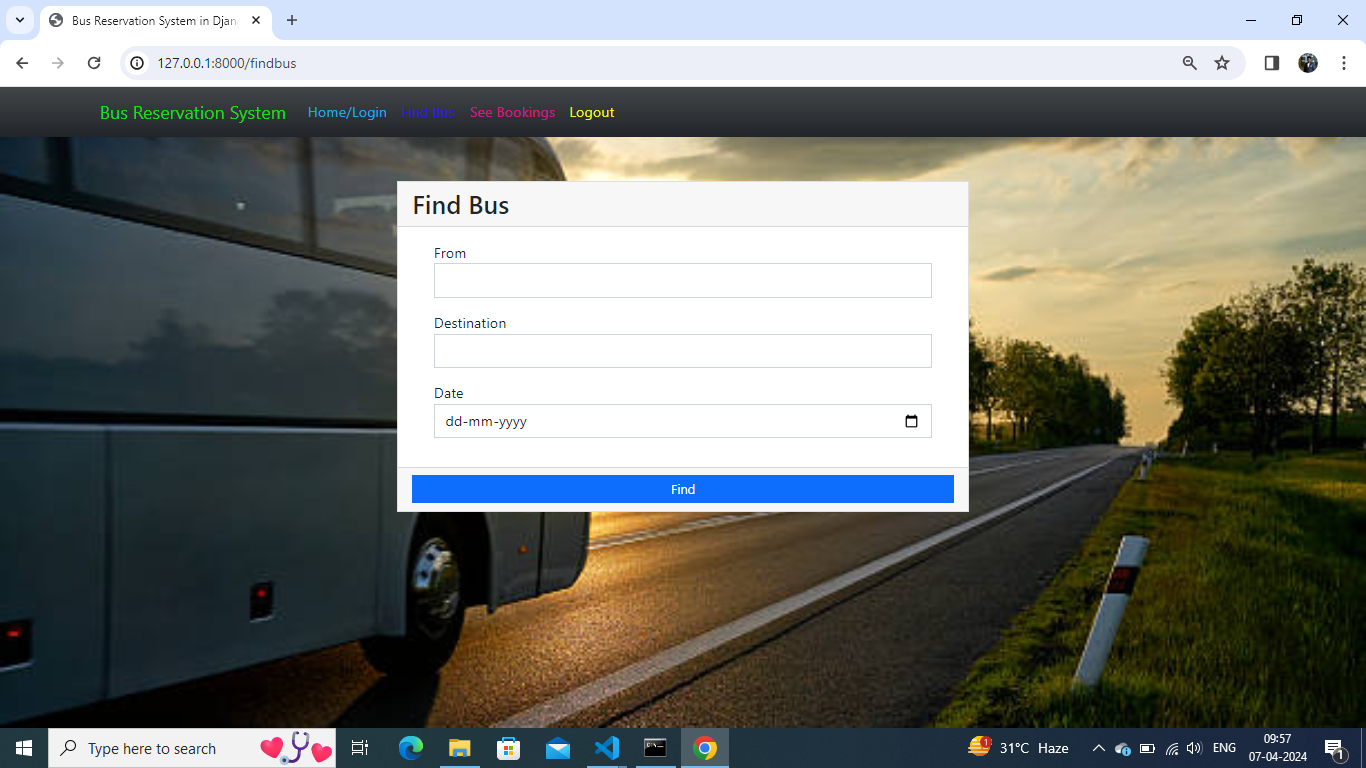 Bus Reservation System in Djan
127.0.0.1:8000/findbus
Bus Reservation System Home/Login Find Bus See Bookings Logout
Find Bus
From
Destination
Date
dd-mm-yyyy
Find
Type here to search
1
31°C Haze
ENG
09:57
07-04-2024
1